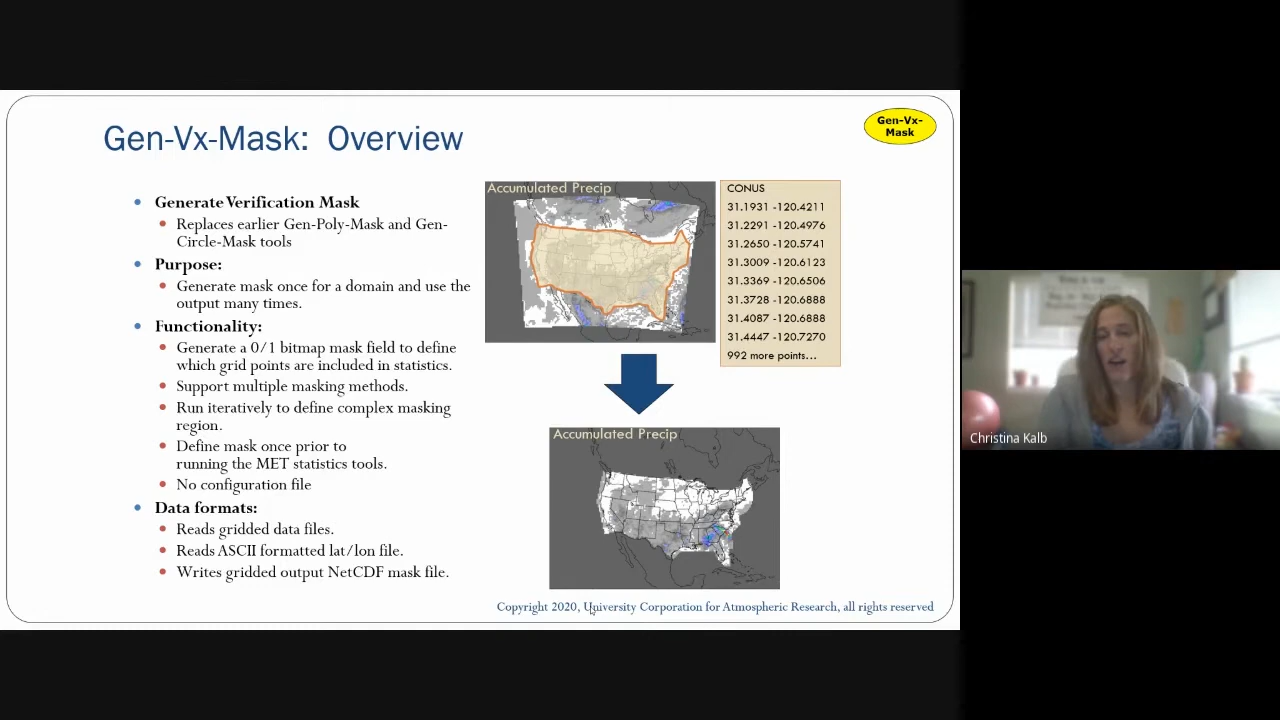 Gen-Vx-Mask: Overview
Gen-Vx-
Mask
Generate Verification Mask
Replaces earlier Gen-Poly-Mask and Gen-
Circle-Mask tools
Purpose:
Generate mask once for a domain and use the
output many times.
Functionality:
Generate a 0/1 bitmap mask field to define
which grid points are included in statistics.
Support multiple masking methods.
Run iteratively to define complex masking
region.
Define mask once prior to
running the MET statistics tools.
No configuration file
Data formats:
Reads gridded data files.
Reads ASCII formatted lat/lon file.
Writes gridded output NetCDF mask file.
Accumulated Precip
CONUS
31.1931 -120.4211
31.2291 -120.4976
31.2650 -120.5741
31.3009 -120.6123
31.3369 -120.6506
31.3728 -120.6888
31.4087 -120.6888
31.4447 -120.7270
992 more points...
Accumulated Precip
Copyright 2020, University Corporation for Atmospheric Research, all rights reserved
Christina Kalb